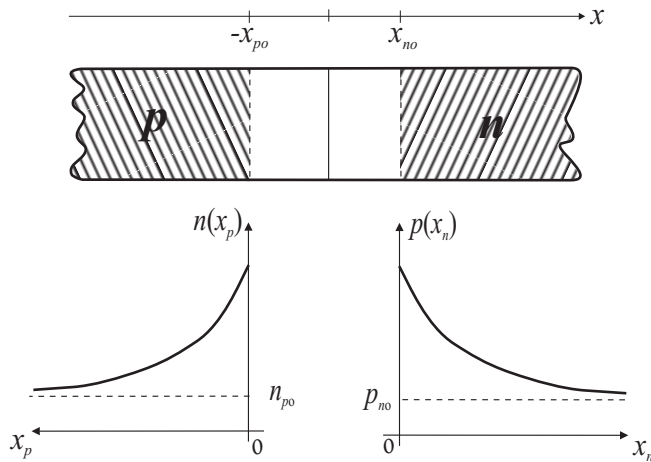 x
-x_po x_no
p n
n(x_p) p(x_n)
n_po p_no
x_p 0 0 x_n